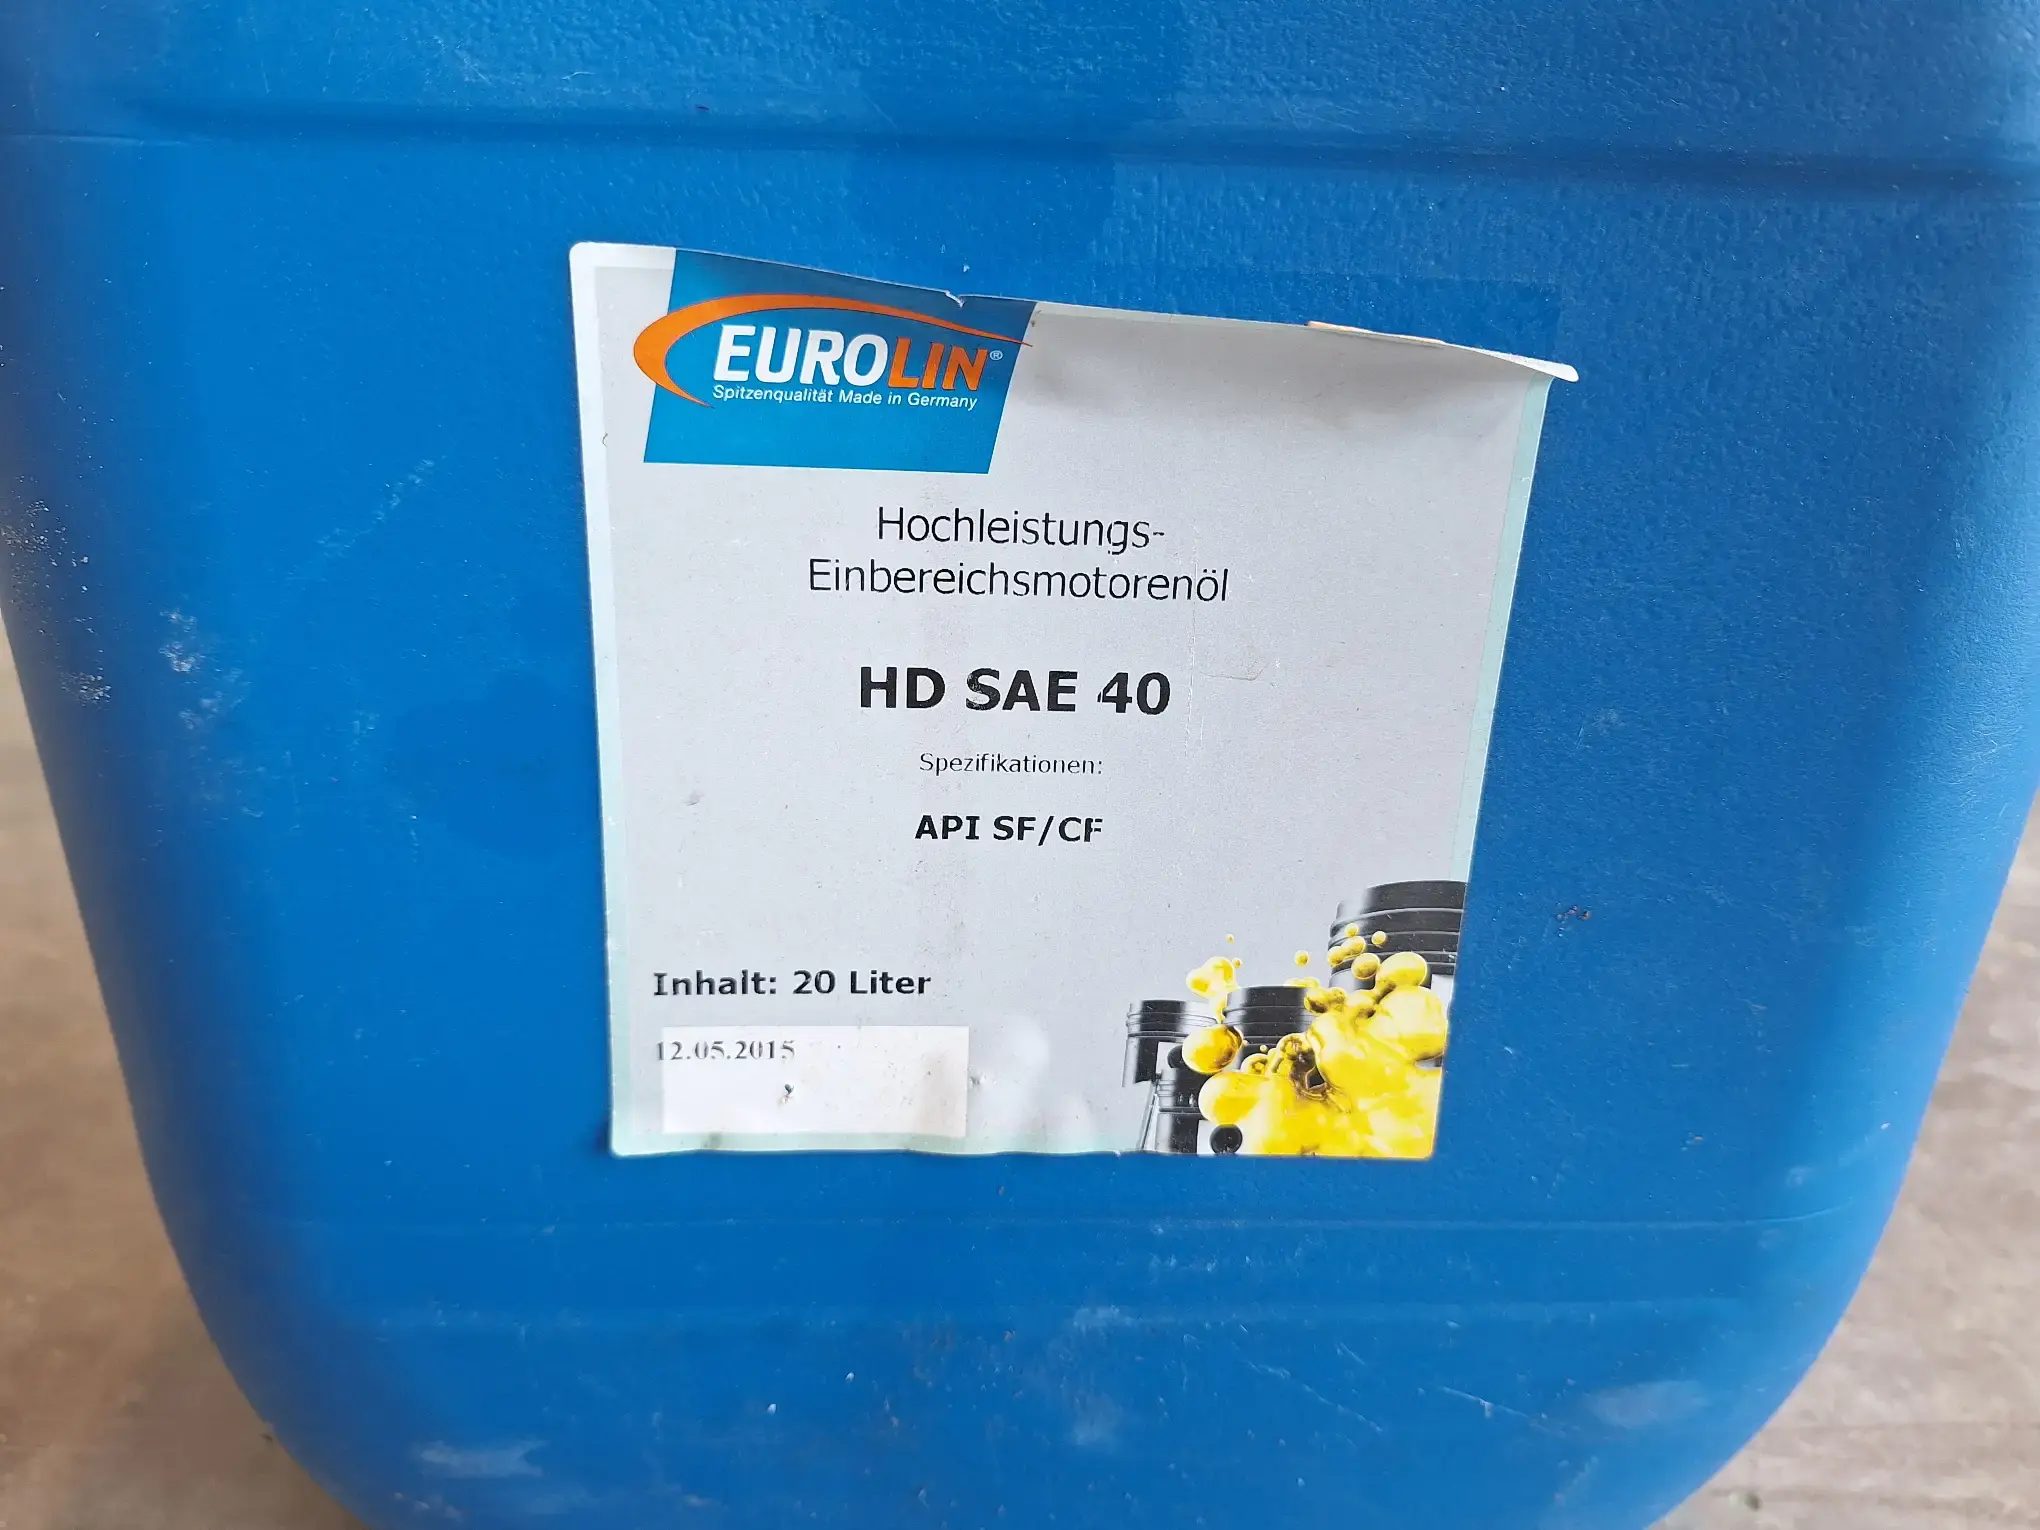 EUROLIN®
Spitzenqualität Made in Germany
Hochleistungs-
Einbereichsmotorenöl
HD SAE 40
Spezifikationen:
API SF/CF
Inhalt: 20 Liter
12.05.2015